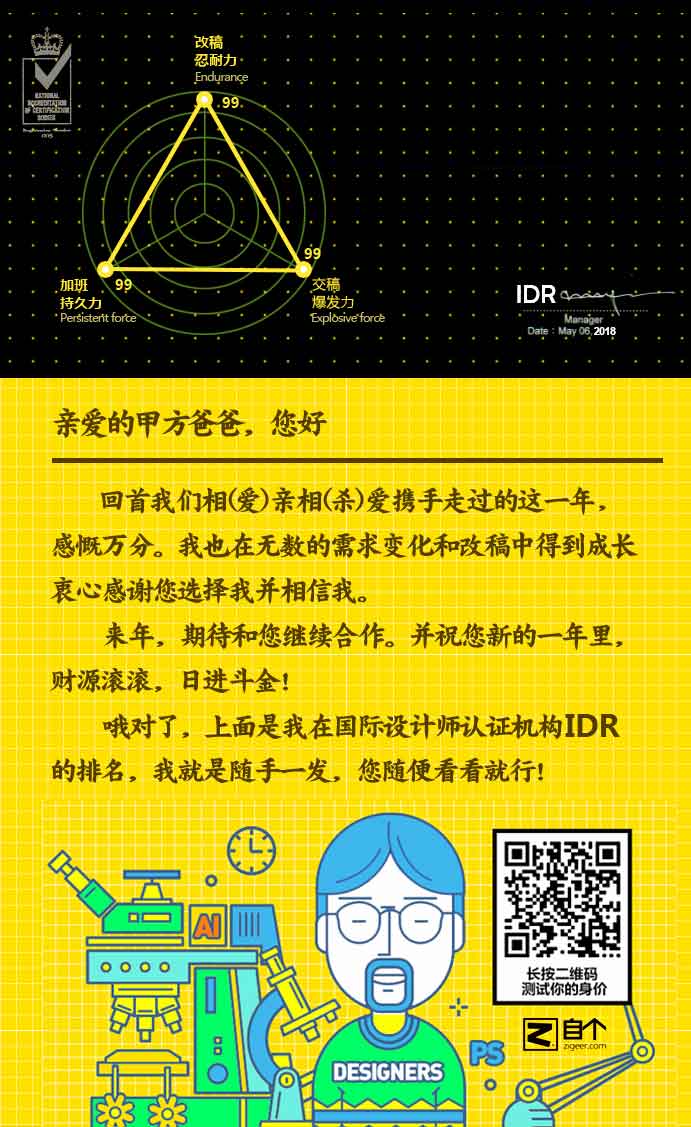 改稿
忍耐力
Endurance
99
NATIONAL
ACCREDITATION
OF CERTIFICATION
BODIES
99
加班
持久力
Persistent force
99
交稿
爆发力
Explosive force
IDR
Manager
Date：May 06,2018
亲爱的甲方爸爸，您好
回首我们相(爱)亲相(杀)爱携手走过的这一年，
感慨万分。我也在无数的需求变化和改稿中得到成长
衷心感谢您选择我并相信我。
来年，期待和您继续合作。并祝您新的一年里，
财源滚滚，日进斗金！
哦对了，上面是我在国际设计师认证机构IDR
的排名，我就是随手一发，您随便看看就行！
AI
长按二维码
测试你的身价
自个
zigeer.com
PS
DESIGNERS